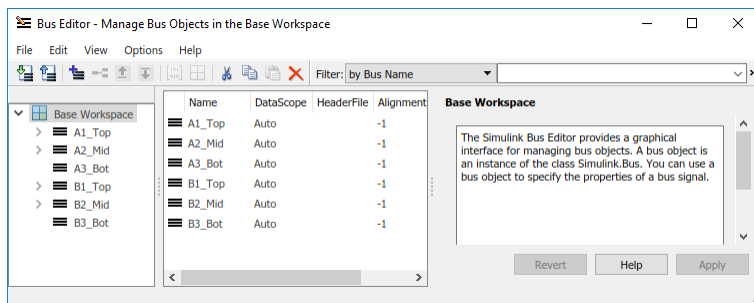 Bus Editor - Manage Bus Objects in the Base Workspace
File Edit View Options Help
Filter: by Bus Name
Base Workspace
A1_Top
A2_Mid
A3_Bot
B1_Top
B2_Mid
B3_Bot
Name DataScope HeaderFile Alignment
A1_Top Auto -1
A2_Mid Auto -1
A3_Bot Auto -1
B1_Top Auto -1
B2_Mid Auto -1
B3_Bot Auto -1
Base Workspace
The Simulink Bus Editor provides a graphical
interface for managing bus objects. A bus object is
an instance of the class Simulink.Bus. You can use a
bus object to specify the properties of a bus signal.
Revert Help Apply